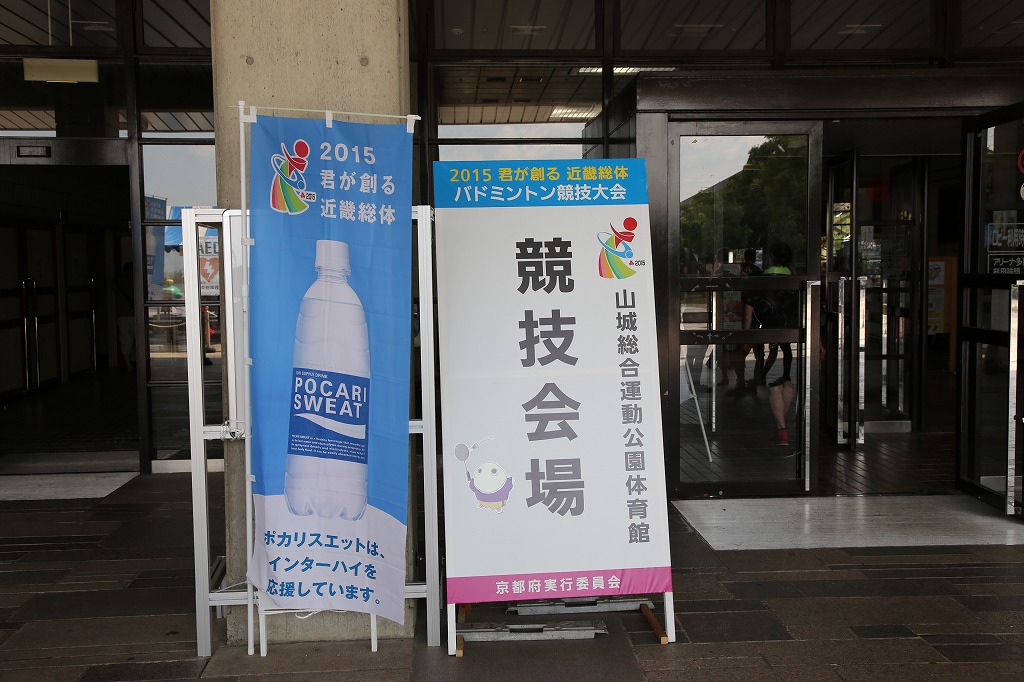 2015
君が創る
近畿総体
POCARI
SWEAT
ポカリスエットは、
インターハイを
応援しています。
2015 君が創る 近畿総体
バドミントン競技大会
2015
競技会場
山城総合運動公園体育館
京都府実行委員会
AED